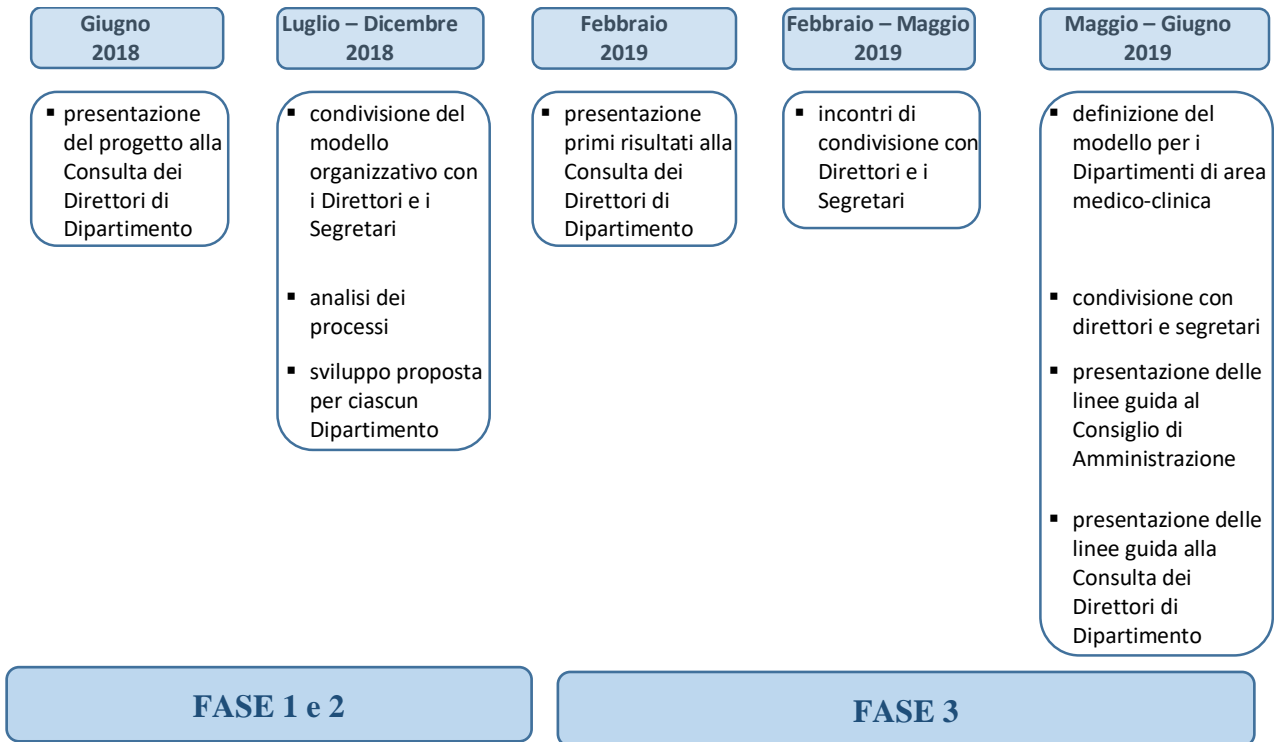 Giugno
2018
Luglio – Dicembre
2018
Febbraio
2019
Febbraio – Maggio
2019
Maggio – Giugno
2019
▪ presentazione
del progetto alla
Consulta dei
Direttori di
Dipartimento
▪ condivisione del
modello
organizzativo con
i Direttori e i
Segretari
▪ analisi dei
processi
▪ sviluppo proposta
per ciascun
Dipartimento
▪ presentazione
primi risultati alla
Consulta dei
Direttori di
Dipartimento
▪ incontri di
condivisione con
Direttori e i
Segretari
▪ definizione del
modello per i
Dipartimenti di area
medico-clinica
▪ condivisione con
direttori e segretari
▪ presentazione delle
linee guida al
Consiglio di
Amministrazione
▪ presentazione delle
linee guida alla
Consulta dei
Direttori di
Dipartimento
FASE 1 e 2
FASE 3